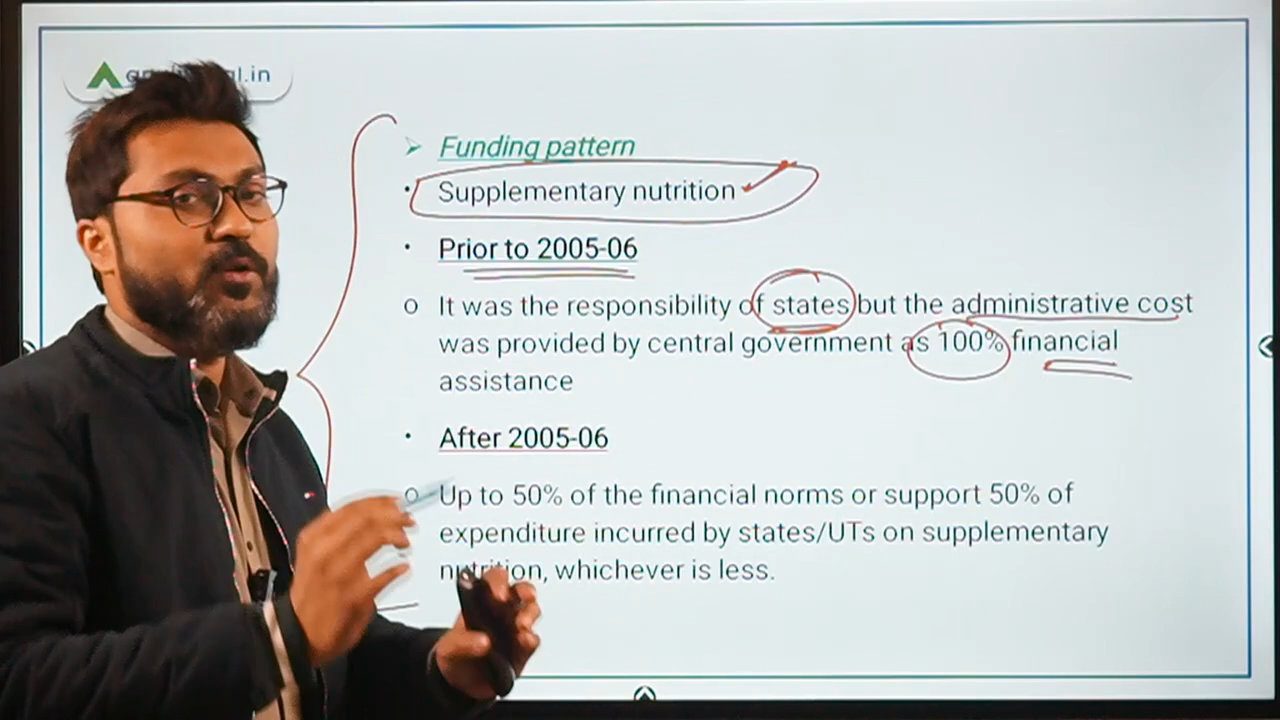 l.in
➢ Funding pattern
• Supplementary nutrition
• Prior to 2005-06
o It was the responsibility of states but the administrative cost
was provided by central government as 100% financial
assistance
• After 2005-06
o Up to 50% of the financial norms or support 50% of
expenditure incurred by states/UTs on supplementary
nutrition, whichever is less.